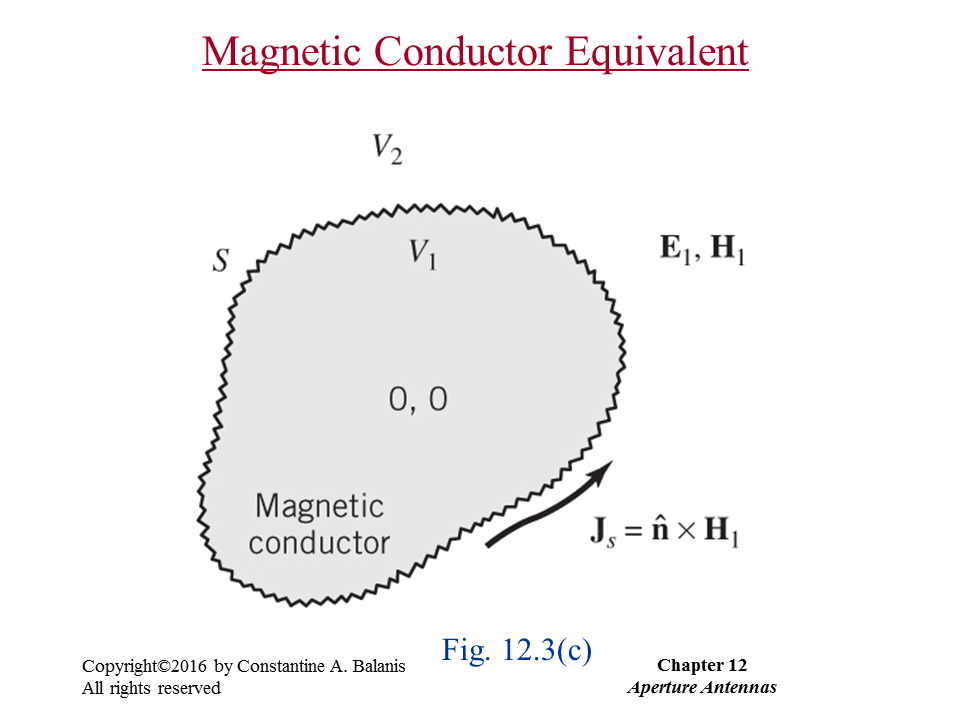 Magnetic Conductor Equivalent
V₂
S
V₁
E₁, H₁
0, 0
Magnetic
conductor
Jₛ = n̂ × H₁
Fig. 12.3(c)
Copyright©2016 by Constantine A. Balanis
All rights reserved
Chapter 12
Aperture Antennas